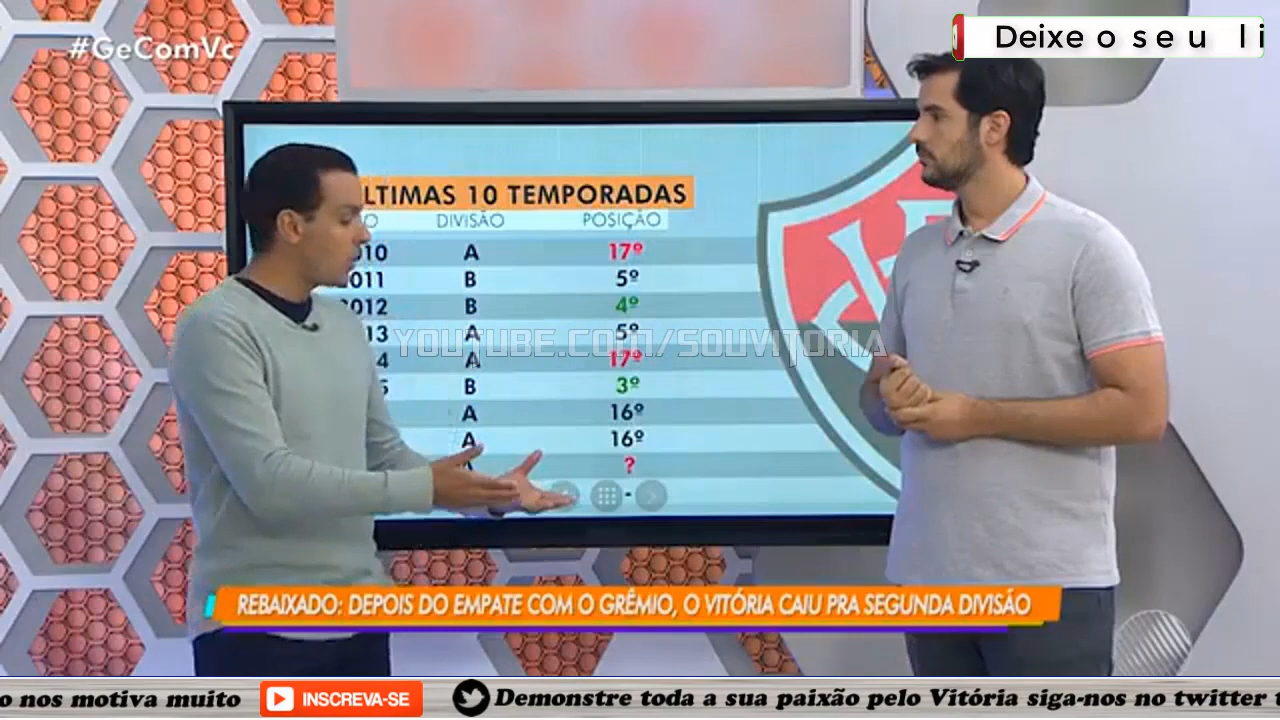 #GeComVc
Deixe o seu li
LTIMAS 10 TEMPORADAS
O DIVISÃO POSIÇÃO
010 A 17º
2011 B 5º
2012 B 4º
13 A 5º
4 A 17º
5 B 3º
A 16º
A 16º
A ?
-
YOUTUBE.COM/SOUVITORIA
REBAIXADO: DEPOIS DO EMPATE COM O GRÊMIO, O VITÓRIA CAIU PRA SEGUNDA DIVISÃO
o nos motiva muito INSCREVA-SE Demonstre toda a sua paixão pelo Vitória siga-nos no twitter